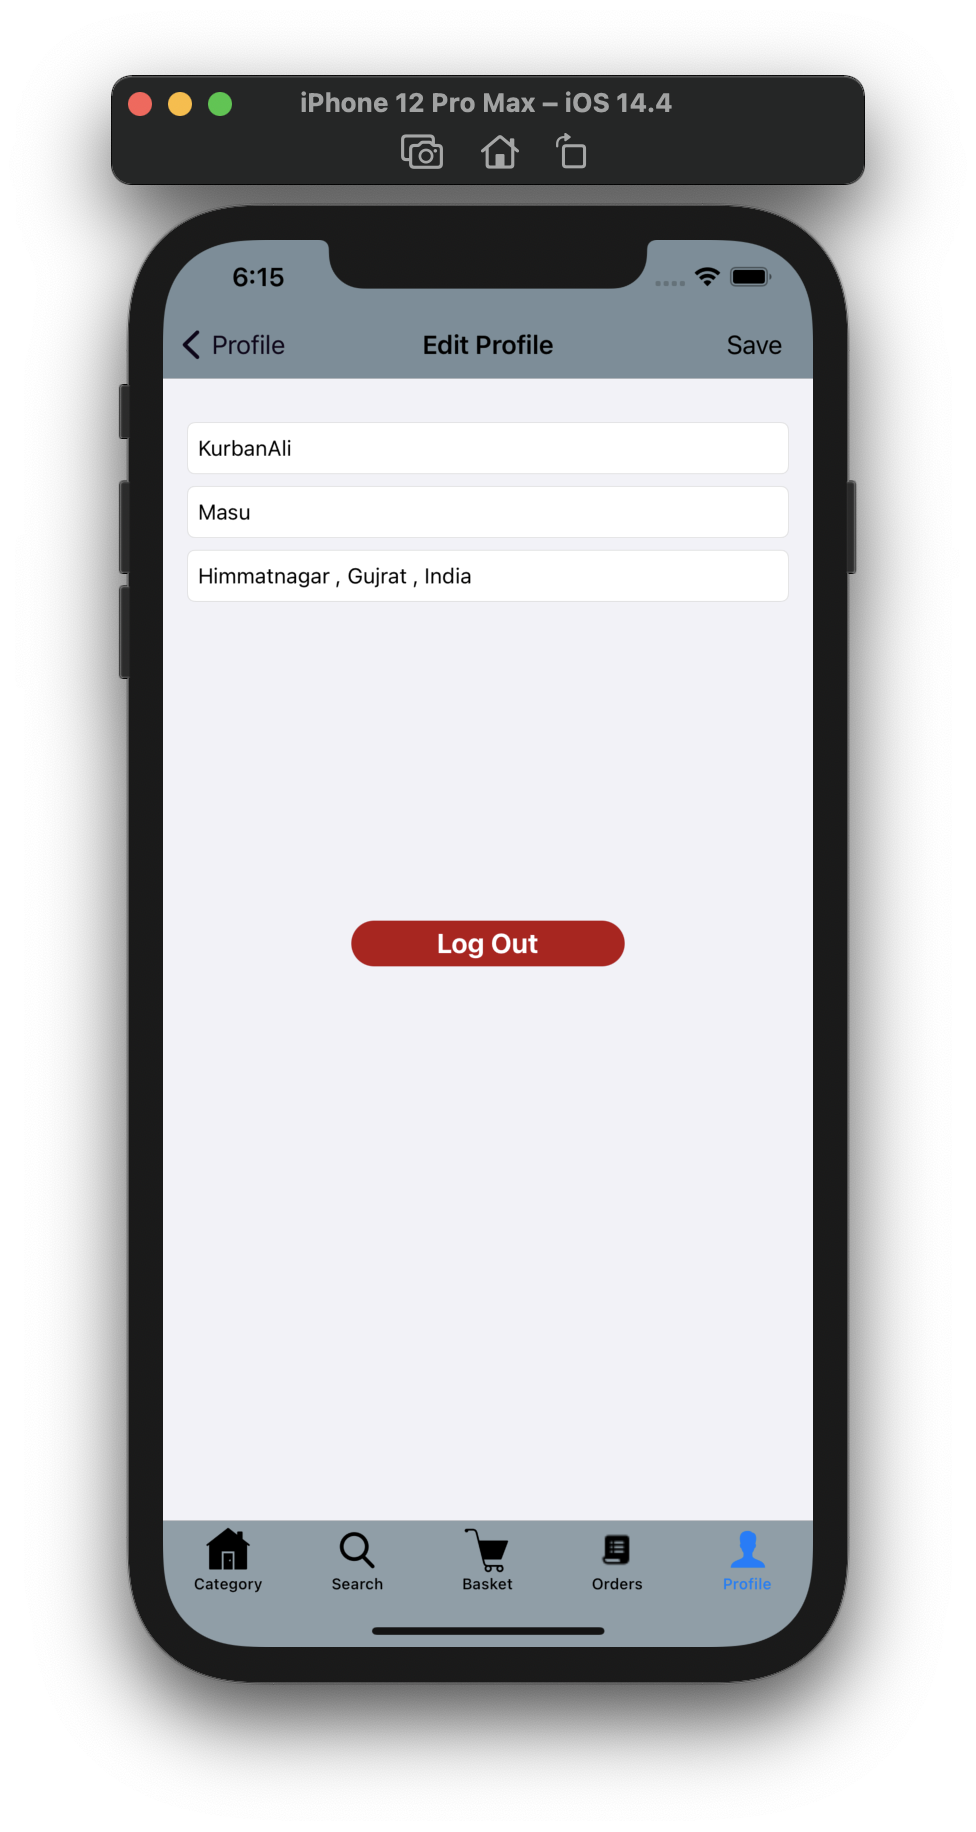 iPhone 12 Pro Max – iOS 14.4
6:15
Profile Edit Profile Save
KurbanAli
Masu
Himmatnagar , Gujrat , India
Log Out
Category Search Basket Orders Profile